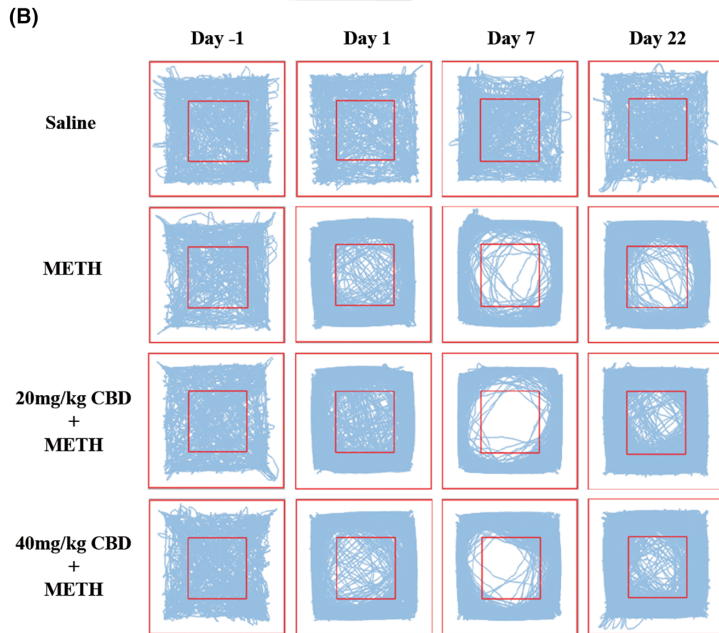 (B)
Day -1 Day 1 Day 7 Day 22
Saline
METH
20mg/kg CBD
+
METH
40mg/kg CBD
+
METH